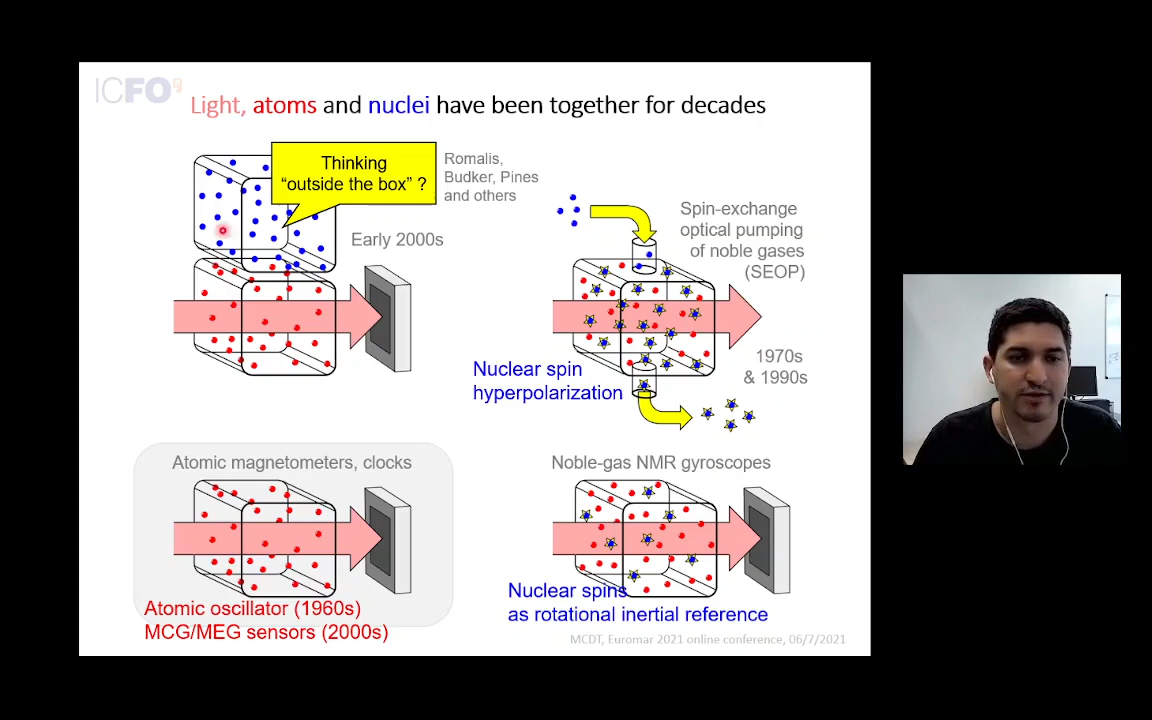 ICFO
Light, atoms and nuclei have been together for decades
Thinking
“outside the box” ?
Romalis,
Budker, Pines
and others
Early 2000s
Spin-exchange
optical pumping
of noble gases
(SEOP)
1970s
& 1990s
Nuclear spin
hyperpolarization
Atomic magnetometers, clocks
Atomic oscillator (1960s)
MCG/MEG sensors (2000s)
Noble-gas NMR gyroscopes
Nuclear spins
as rotational inertial reference
MCDT, Euromar 2021 online conference, 06/7/2021